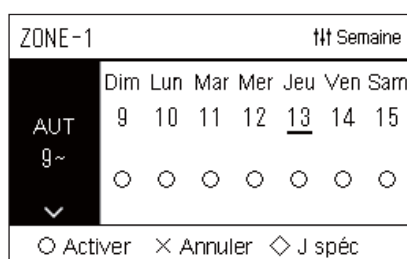 ZONE-1 Semaine
Dim Lun Mar Mer Jeu Ven Sam
AUT 9 10 11 12 13 14 15
9~
○ ○ ○ ○ ○ ○ ○
○ Activer ✕ Annuler ◇ J spéc